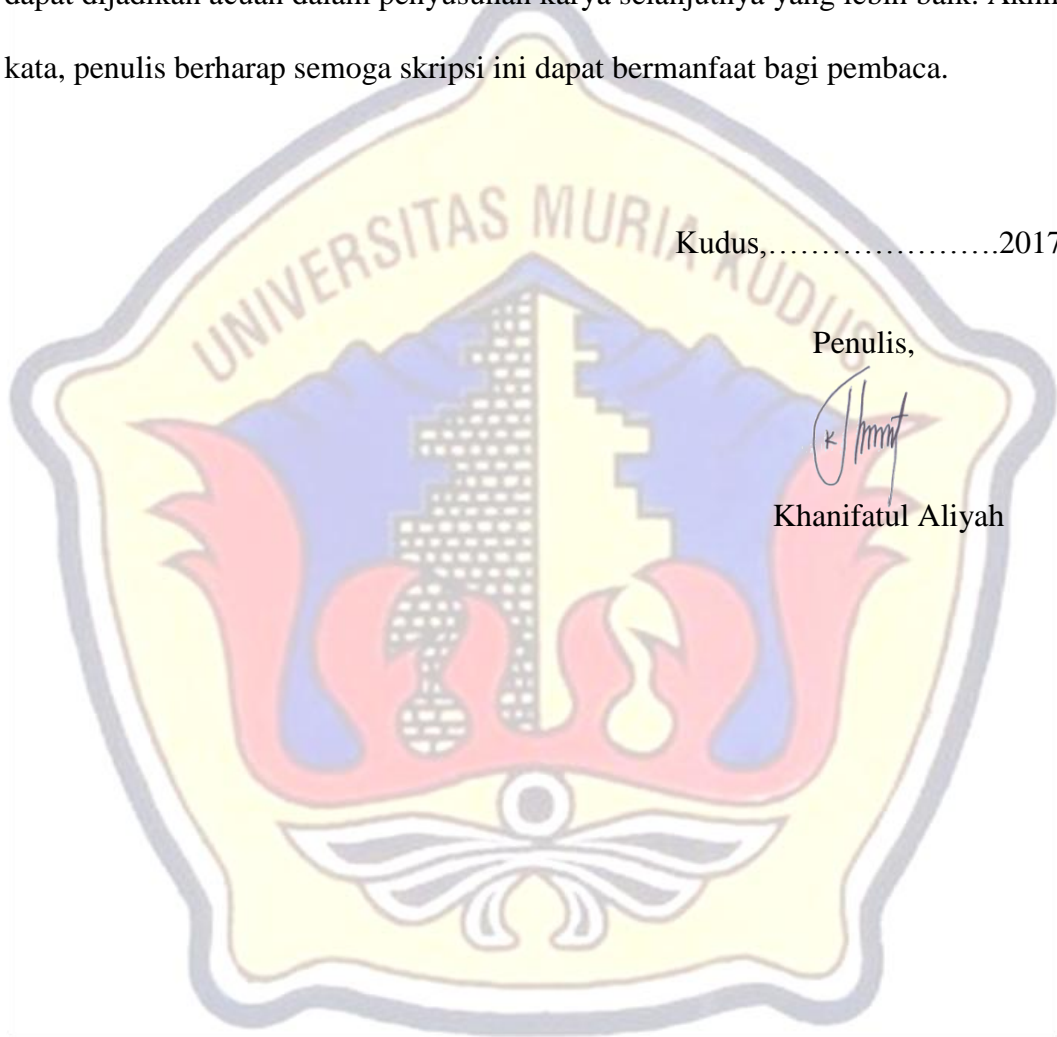 dapat dijadikan acuan dalam penyusunan karya selanjutnya yang lebih baik. Akhir
kata, penulis berharap semoga skripsi ini dapat bermanfaat bagi pembaca.
UNIVERSITAS MURIA KUDUS
Kudus,.....................2017
Penulis,
Khanifatul Aliyah